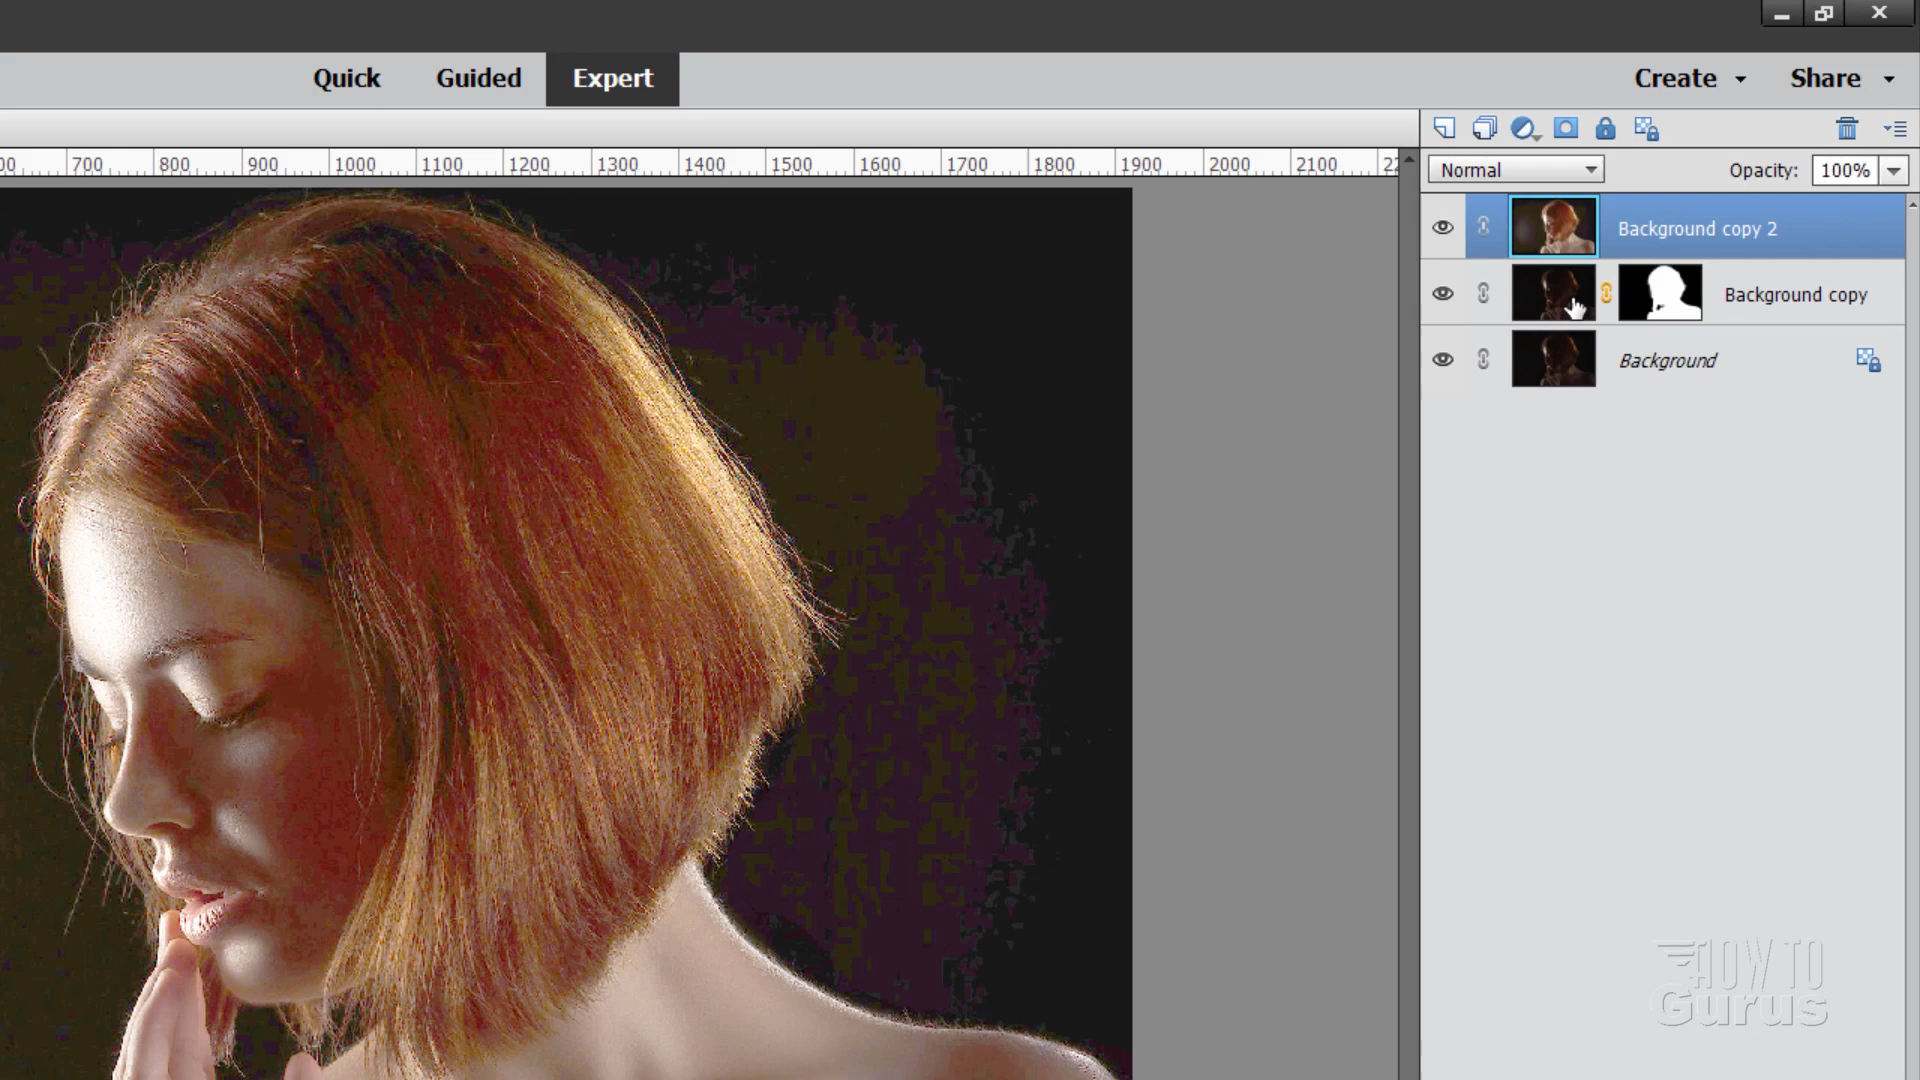 Quick Guided Expert Create Share
Normal Opacity: 100%
700 800 900 1000 1100 1200 1300 1400 1500 1600 1700 1800 1900 2000 2100
Background copy 2
Background copy
Background
HOW TO
Gurus